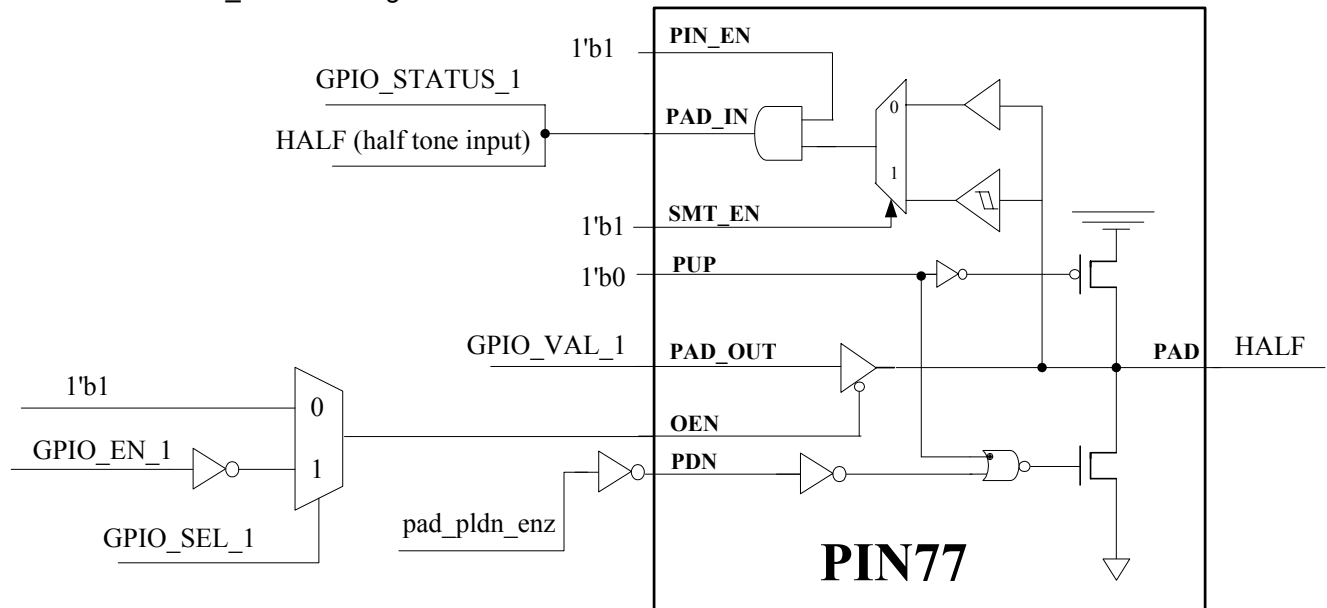 PIN_EN
1'b1
GPIO_STATUS_1
PAD_IN
HALF (half tone input)
0
1
SMT_EN
1'b1
PUP
1'b0
GPIO_VAL_1
PAD_OUT
PAD
HALF
1'b1
0
OEN
GPIO_EN_1
1
PDN
pad_pldn_enz
GPIO_SEL_1
PIN77